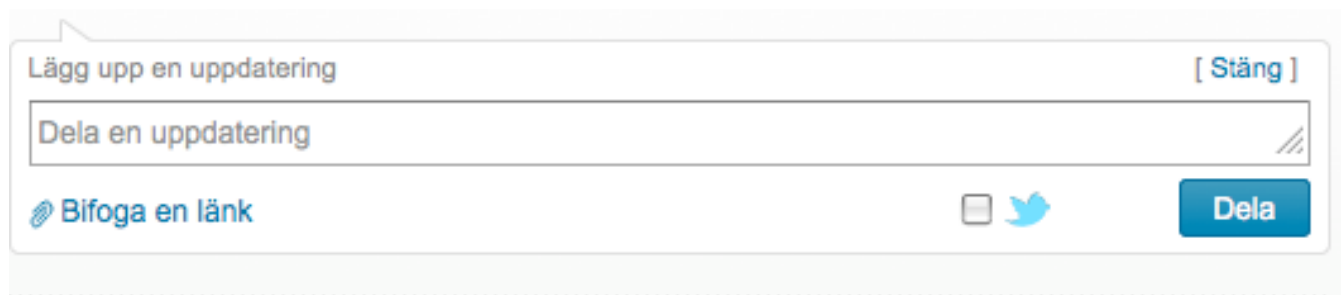 Lägg upp en uppdatering [ Stäng ]
Dela en uppdatering
Bifoga en länk Dela